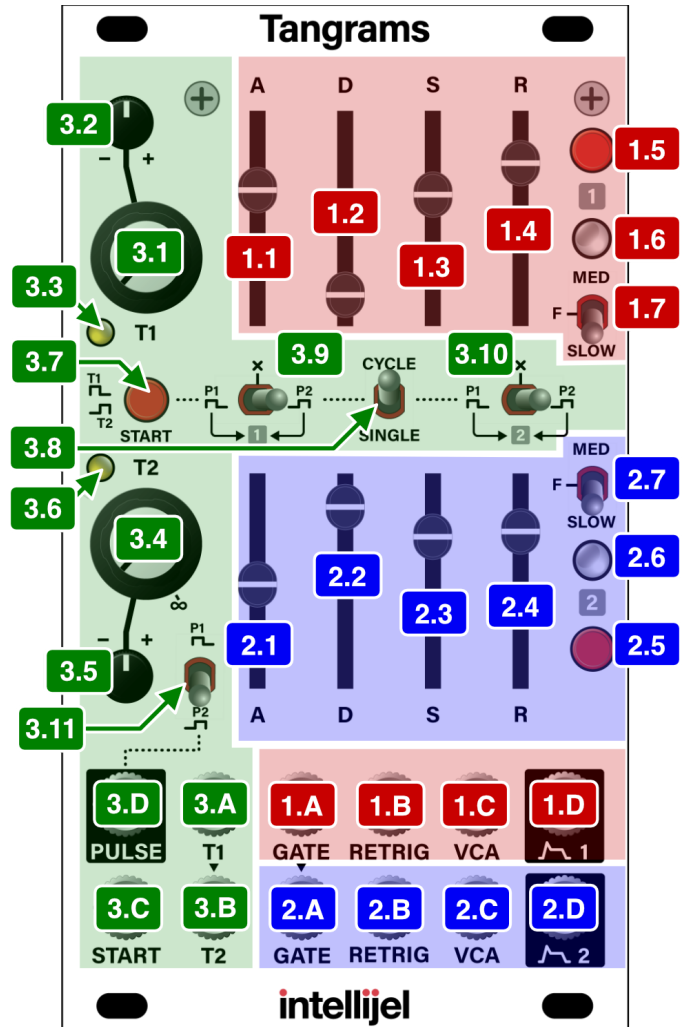 Tangrams
A D S R
3.2
1.5
- +
1
1.2
1.4
3.1
1.1
1.3
1.6
MED
3.3
T1
F
1.7
SLOW
3.9
CYCLE
3.10
3.7
T1
T2
START
P1
X
P2
1
SINGLE
P1
X
P2
2
3.8
T2
MED
F
2.7
SLOW
3.6
3.4
∞
2.2
2.6
2.3
2.4
2
- +
P1
2.1
2.5
3.5
3.11
P2
A D S R
3.D 3.A 1.A 1.B 1.C 1.D
PULSE T1 GATE RETRIG VCA 1
3.C 3.B 2.A 2.B 2.C 2.D
START T2 GATE RETRIG VCA 2
intellijel